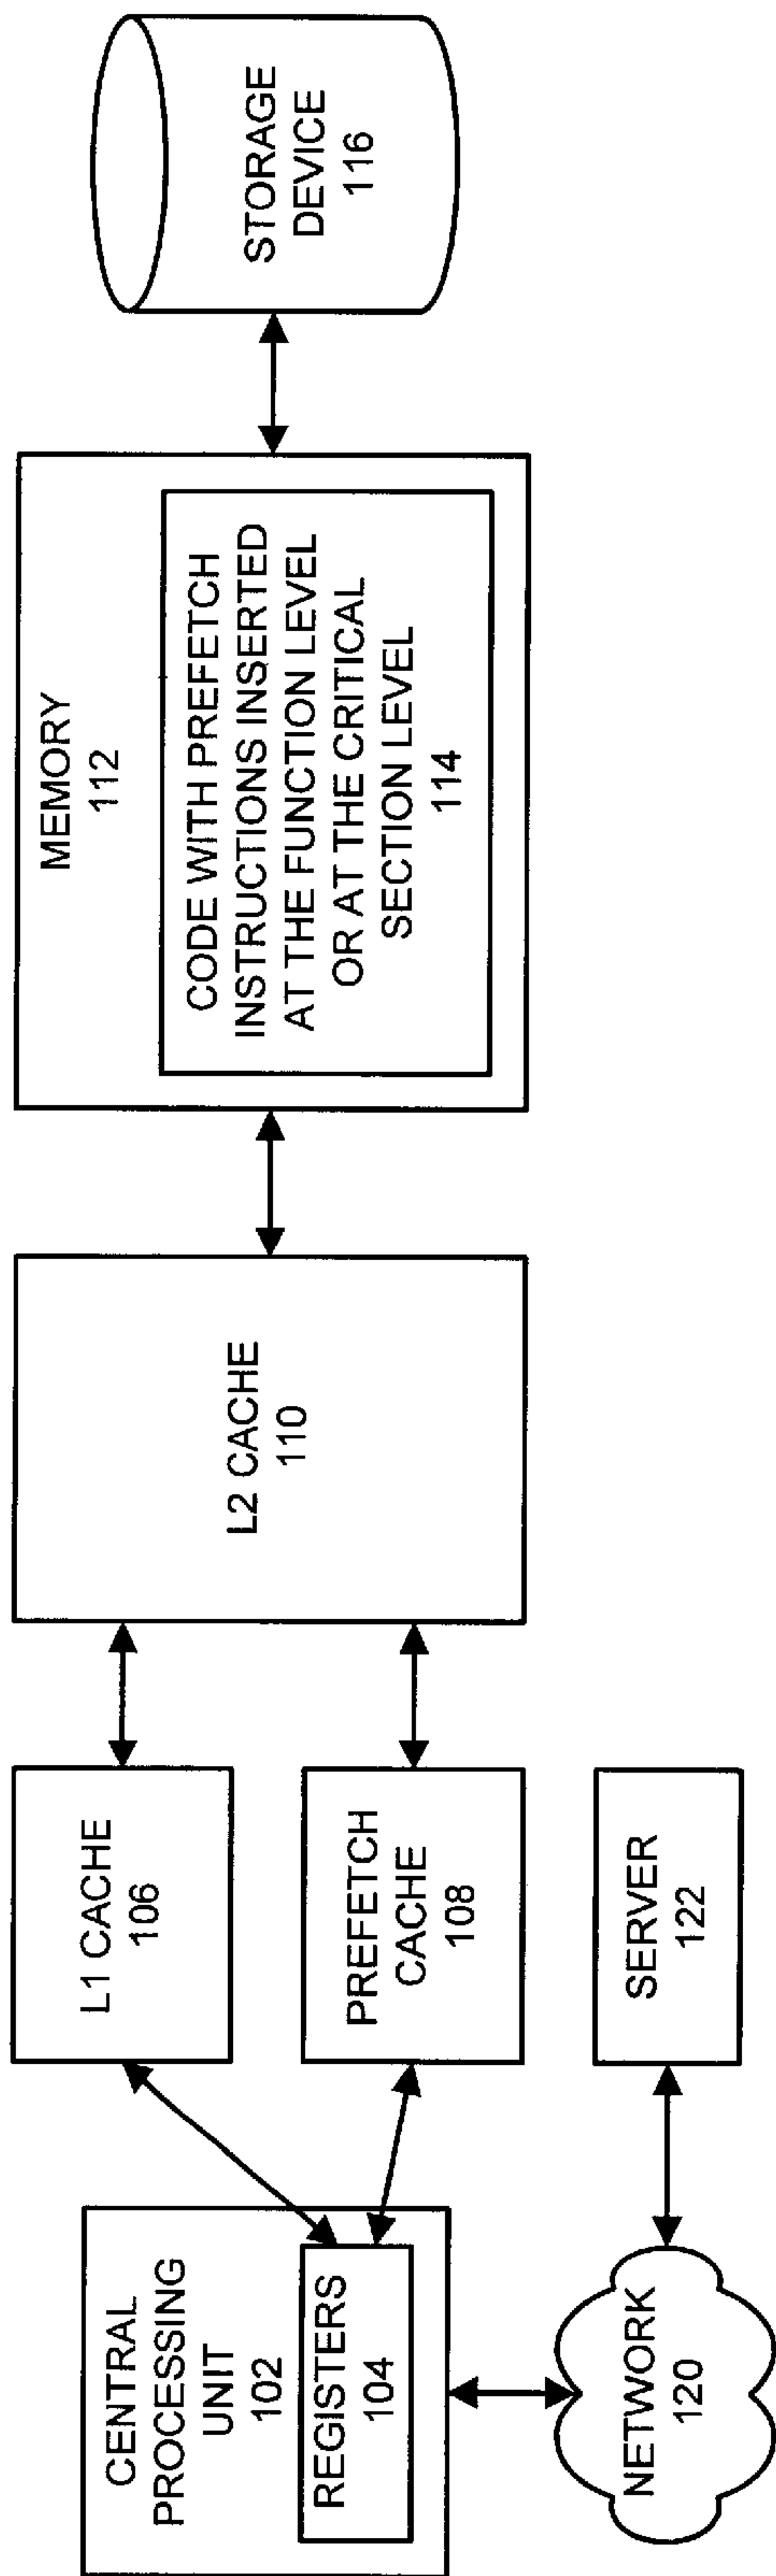 CENTRAL
PROCESSING
UNIT
102
REGISTERS
104
L1 CACHE
106
PREFETCH
CACHE
108
L2 CACHE
110
MEMORY
112
CODE WITH PREFETCH
INSTRUCTIONS INSERTED
AT THE FUNCTION LEVEL
OR AT THE CRITICAL
SECTION LEVEL
114
STORAGE
DEVICE
116
NETWORK
120
SERVER
122